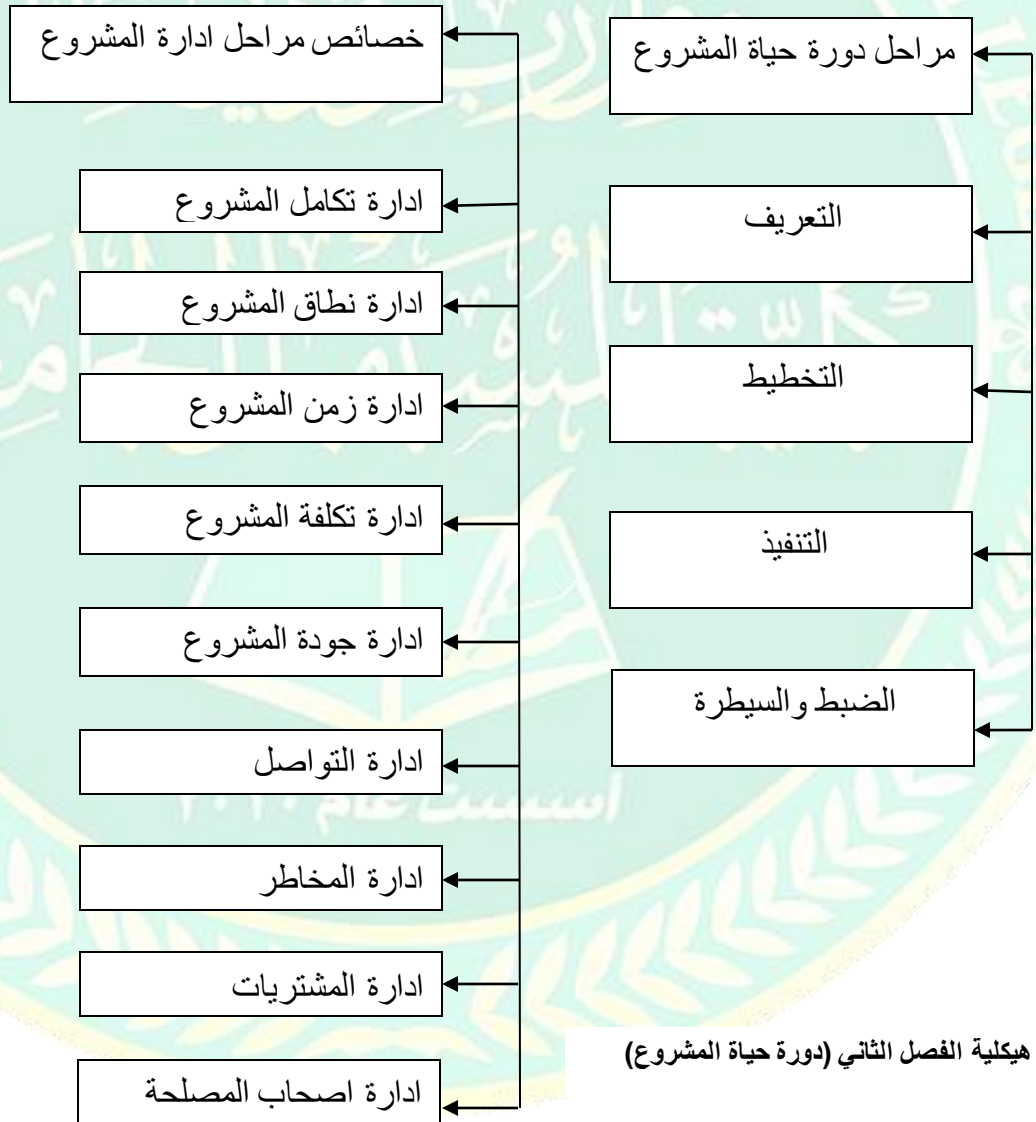 مراحل دورة حياة المشروع
التعريف
التخطيط
التنفيذ
الضبط والسيطرة
خصائص مراحل ادارة المشروع
ادارة تكامل المشروع
ادارة نطاق المشروع
ادارة زمن المشروع
ادارة تكلفة المشروع
ادارة جودة المشروع
ادارة التواصل
ادارة المخاطر
ادارة المشتريات
ادارة اصحاب المصلحة
هيكلية الفصل الثاني (دورة حياة المشروع)
أسست عام